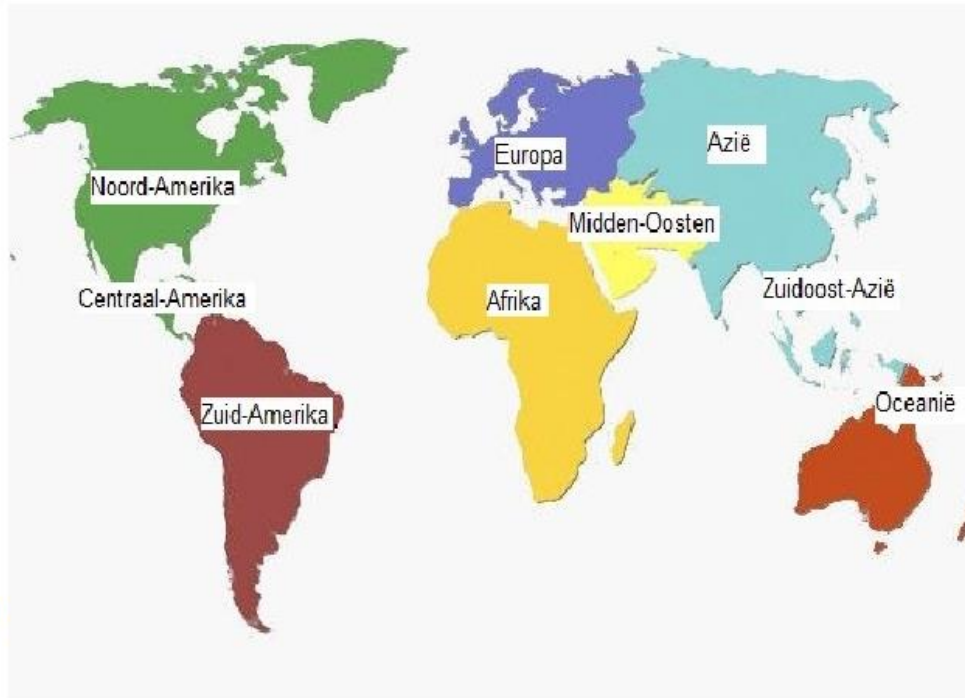 Azië
Europa
Noord-Amerika
Midden-Oosten
Zuidoost-Azië
Centraal-Amerika
Afrika
Oceanië
Zuid-Amerika